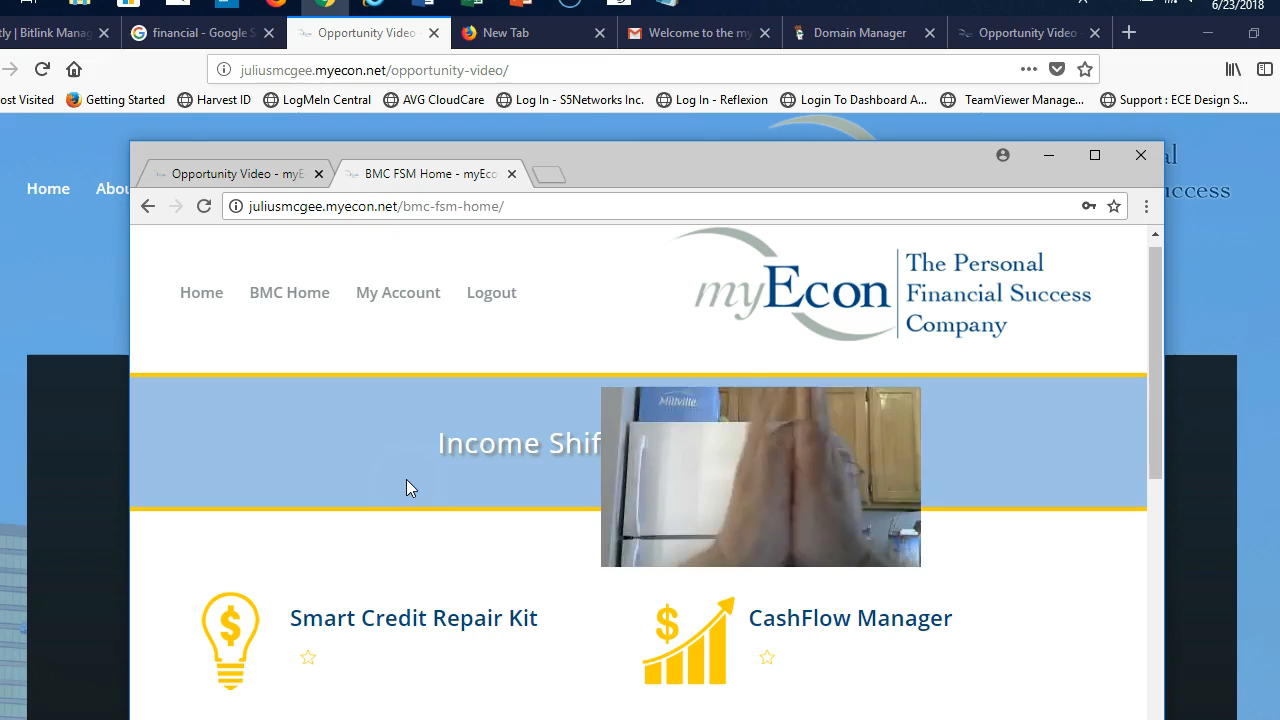 6/23/2018
tly | Bitlink Manag
financial - Google S
Opportunity Video -
New Tab
Welcome to the my
Domain Manager
Opportunity Video -
juliusmcgee.myecon.net/opportunity-video/
ost Visited
Getting Started
Harvest ID
LogMeIn Central
AVG CloudCare
Log In - S5Networks Inc.
Log In - Reflexion
Login To Dashboard A...
TeamViewer Manage...
Support : ECE Design S...
Home
Abou
al
uccess
Opportunity Video - myE
BMC FSM Home - myEco
juliusmcgee.myecon.net/bmc-fsm-home/
Home
BMC Home
My Account
Logout
myEcon
The Personal
Financial Success
Company
Income Shif
Millville
Smart Credit Repair Kit
CashFlow Manager